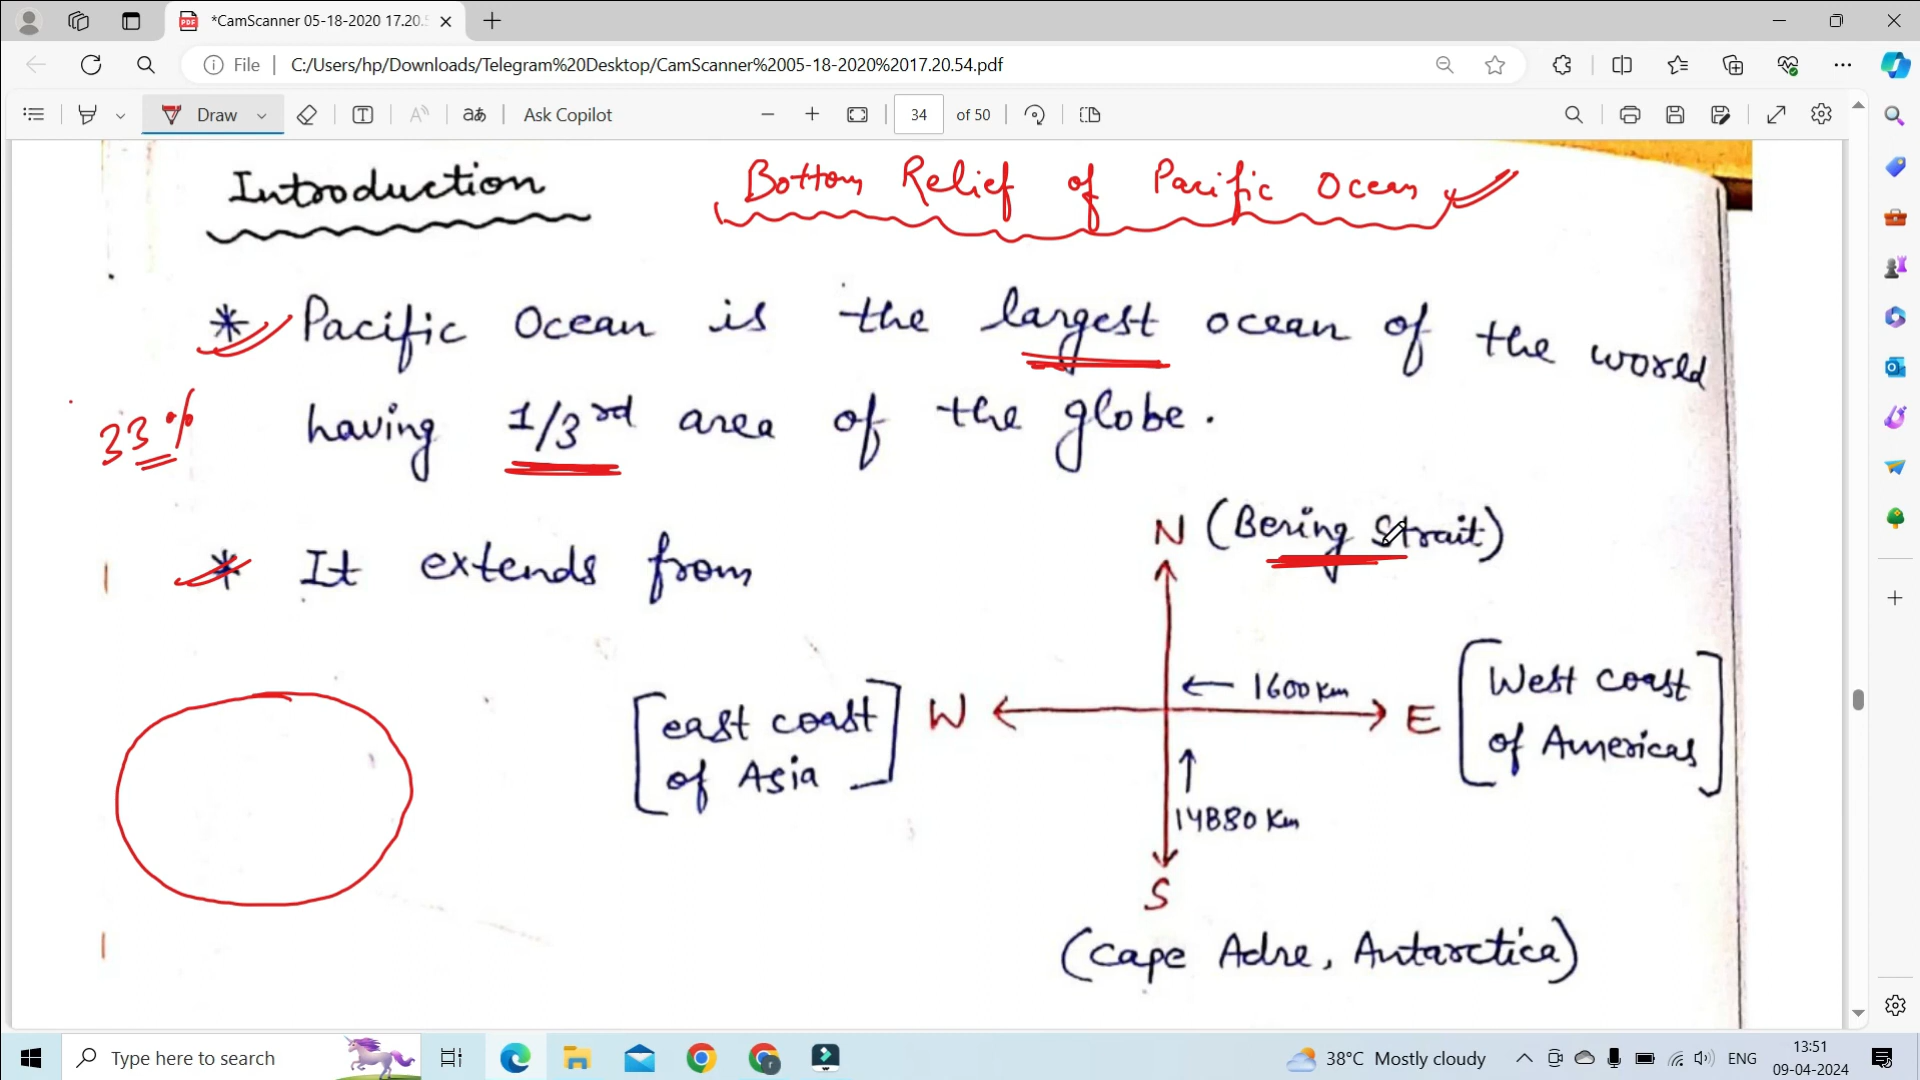 *CamScanner 05-18-2020 17.20.5
File
C:/Users/hp/Downloads/Telegram%20Desktop/CamScanner%2005-18-2020%2017.20.54.pdf
Draw
Ask Copilot
34 of 50
Introduction
Bottom Relief of Pacific Ocean
* Pacific Ocean is the largest ocean of the world
33%
having 1/3rd area of the globe.
N (Bering Strait)
* It extends from
← 1600 Km
[east coast of Asia] W
E [West coast of Americas]
14880 Km
S
(Cape Adre, Antarctica)
Type here to search
38°C Mostly cloudy
ENG
13:51
09-04-2024